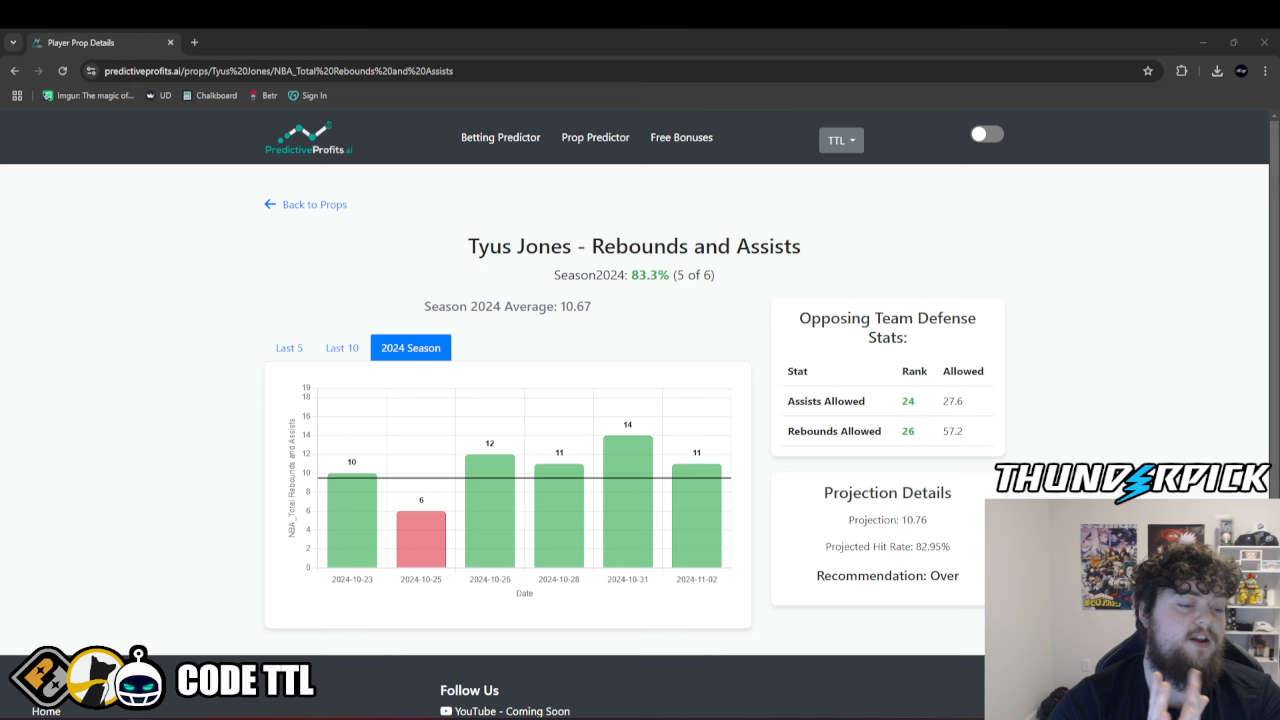 Player Prop Details
predictiveprofits.ai/props/Tyus%20Jones/NBA_Total%20Rebounds%20and%20Assists
Imgur: The magic of... UD Chalkboard Betr Sign In
PredictiveProfits.ai
Betting Predictor Prop Predictor Free Bonuses TTL
Back to Props
Tyus Jones - Rebounds and Assists
Season2024: 83.3% (5 of 6)
Season 2024 Average: 10.67
Last 5 Last 10 2024 Season
NBA_Total Rebounds and Assists
19
18
16
14
12
10
8
6
4
2
0
10 6 12 11 14 11
2024-10-23 2024-10-25 2024-10-26 2024-10-28 2024-10-31 2024-11-02
Date
Opposing Team Defense
Stats:
Stat Rank Allowed
Assists Allowed 24 27.6
Rebounds Allowed 26 57.2
Projection Details
Projection: 10.76
Projected Hit Rate: 82.95%
Recommendation: Over
THUNDERPICK
CODE TTL
Home
Follow Us
YouTube - Coming Soon